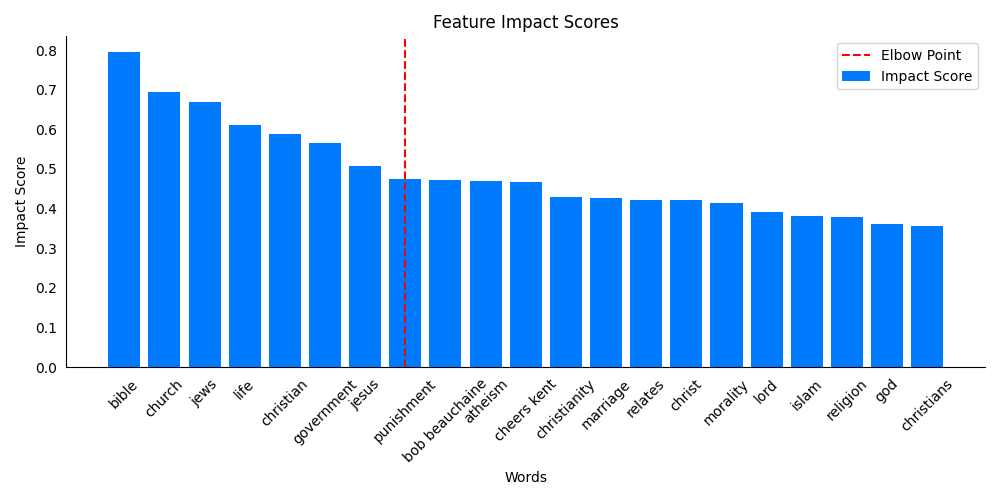 Feature Impact Scores
Elbow Point
Impact Score
0.8
0.7
0.6
0.5
0.4
0.3
0.2
0.1
0.0
Impact Score
bible
church
jews
life
christian
government
jesus
punishment
bob beauchaine
atheism
cheers kent
christianity
marriage
relates
christ
morality
lord
islam
religion
god
christians
Words